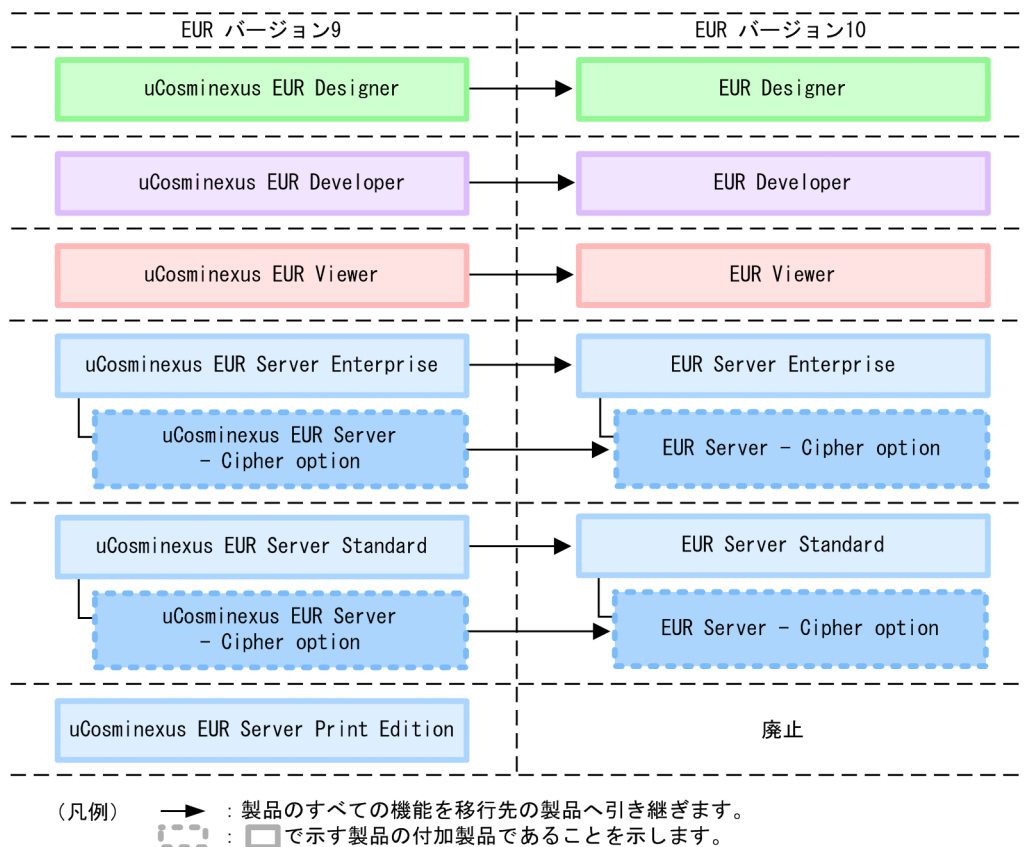 EUR バージョン9
EUR バージョン10
uCosminexus EUR Designer
EUR Designer
uCosminexus EUR Developer
EUR Developer
uCosminexus EUR Viewer
EUR Viewer
uCosminexus EUR Server Enterprise
EUR Server Enterprise
uCosminexus EUR Server
- Cipher option
EUR Server - Cipher option
uCosminexus EUR Server Standard
EUR Server Standard
uCosminexus EUR Server
- Cipher option
EUR Server - Cipher option
uCosminexus EUR Server Print Edition
廃止
(凡例) : 製品のすべての機能を移行先の製品へ引き継ぎます。
: で示す製品の付加製品であることを示します。